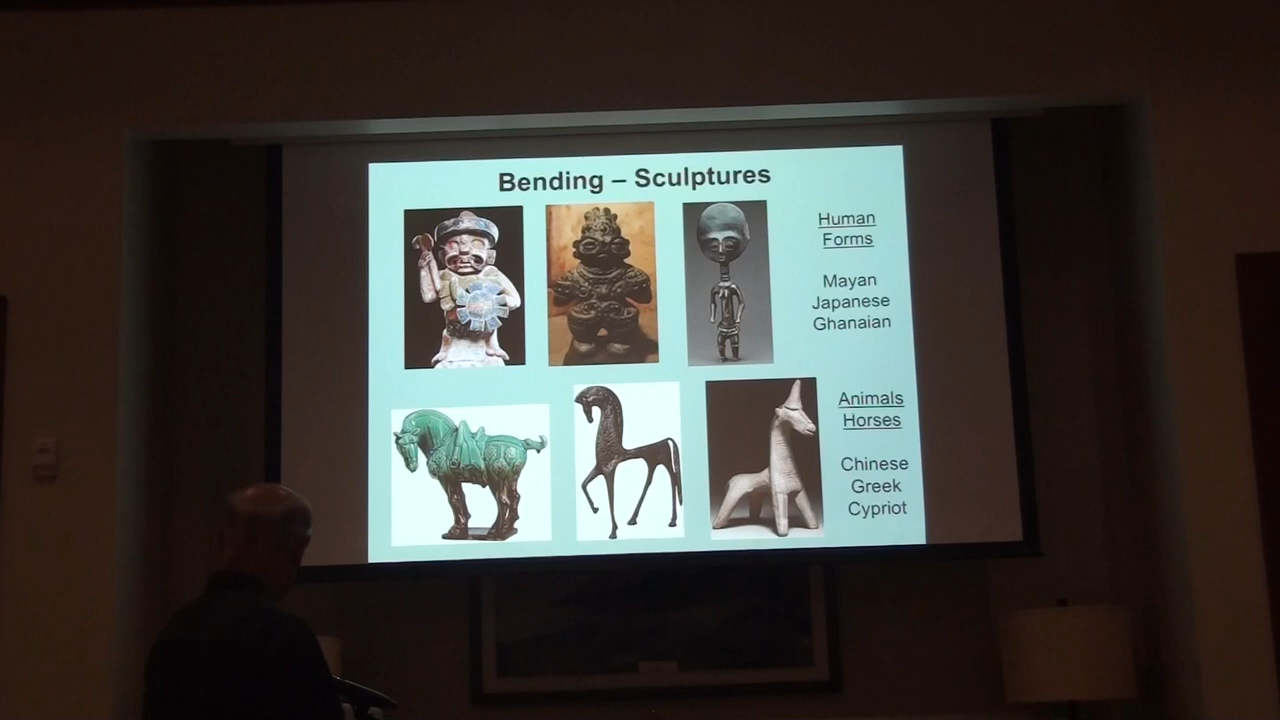 Bending – Sculptures
Human
Forms
Mayan
Japanese
Ghanaian
Animals
Horses
Chinese
Greek
Cypriot